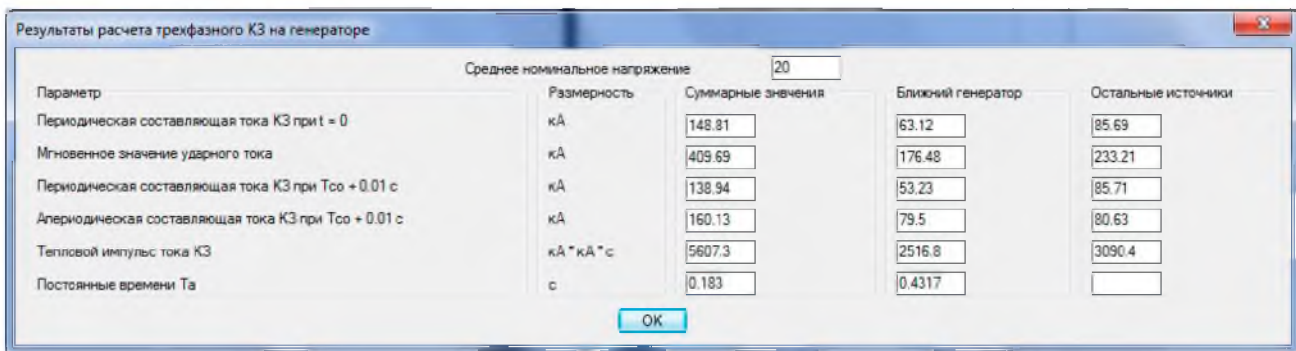 Результаты расчета трехфазного КЗ на генераторе
Среднее номинальное напряжение 20
Параметр Размерность Суммарные значения Ближний генератор Остальные источники
Периодическая составляющая тока КЗ при t = 0 кА 148.81 63.12 85.69
Мгновенное значение ударного тока кА 409.69 176.48 233.21
Периодическая составляющая тока КЗ при Тсо + 0.01 с кА 138.94 53.23 85.71
Апериодическая составляющая тока КЗ при Тсо + 0.01 с кА 160.13 79.5 80.63
Тепловой импульс тока КЗ кА*кА*с 5607.3 2516.8 3090.4
Постоянные времени Та с 0.183 0.4317
OK